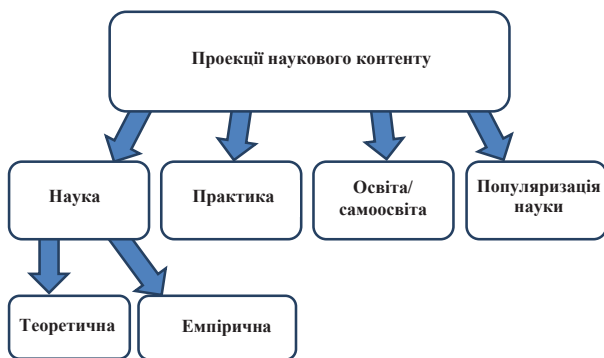 Проекції наукового контенту
Наука
Практика
Освіта/
самоосвіта
Популяризація
науки
Теоретична
Емпірична